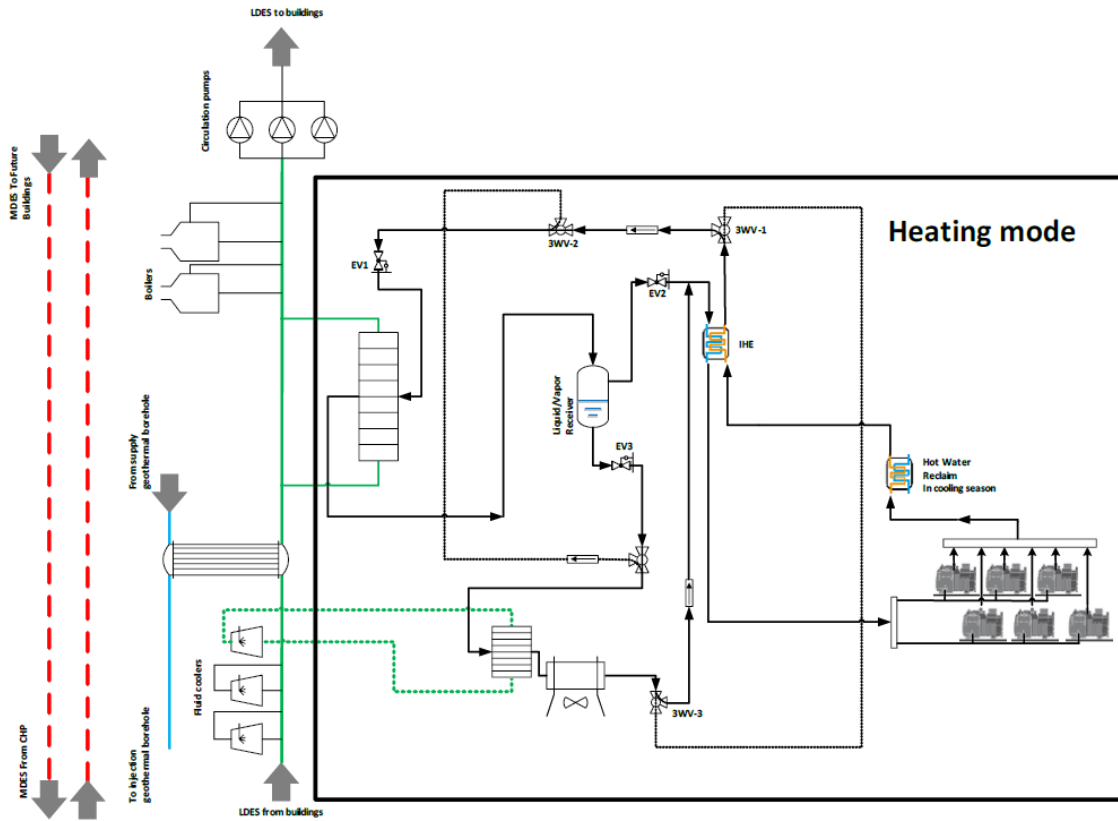 LDES to buildings
Circulation pumps
MDES To Future
Buildings
Heating mode
3WV-2
3WV-1
EV1
EV2
Boilers
IHE
Liquid/Vapor
Receiver
From supply
geothermal borehole
EV3
Hot Water
Reclaim
In cooling season
Fluid coolers
3WV-3
MDES From CHP
To injection
geothermal borehole
LDES from buildings